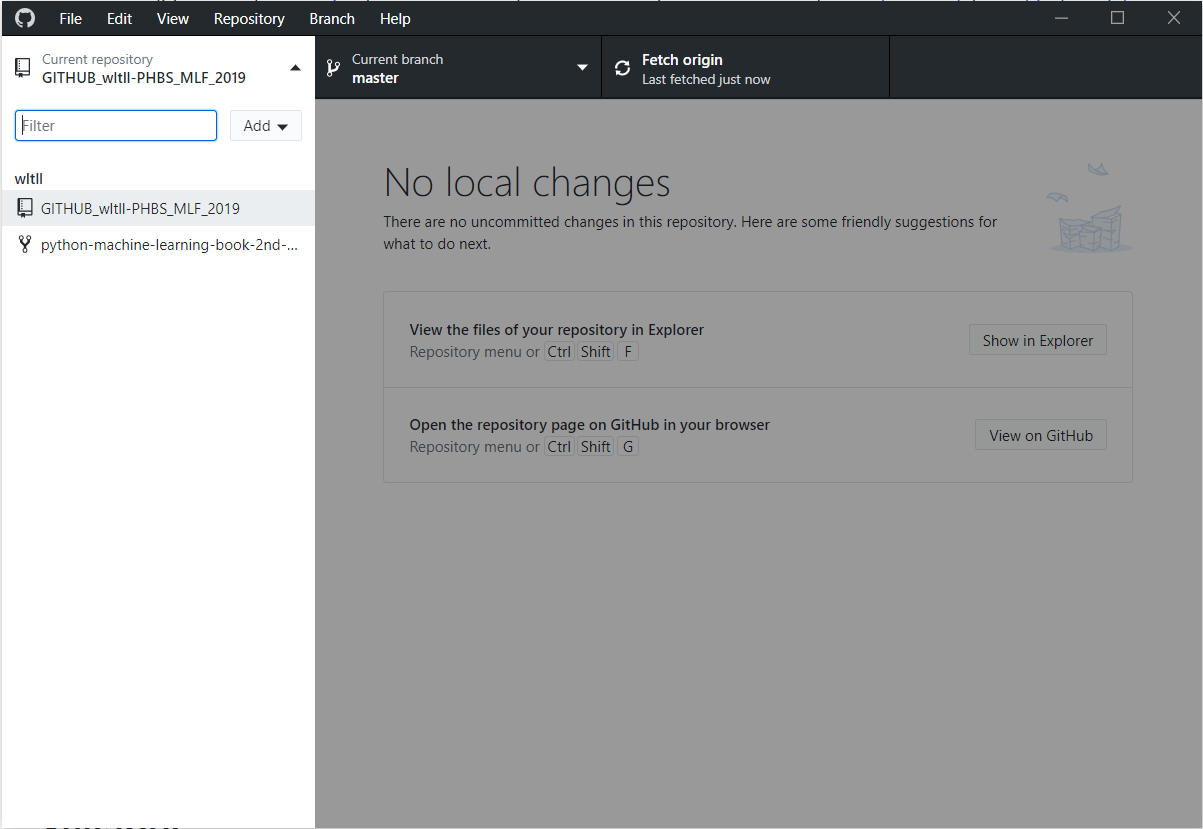 File Edit View Repository Branch Help
Current repository
GITHUB_wltll-PHBS_MLF_2019
Current branch
master
Fetch origin
Last fetched just now
Filter
Add
wltll
GITHUB_wltll-PHBS_MLF_2019
python-machine-learning-book-2nd-...
No local changes
There are no uncommitted changes in this repository. Here are some friendly suggestions for
what to do next.
View the files of your repository in Explorer
Repository menu or Ctrl Shift F
Show in Explorer
Open the repository page on GitHub in your browser
Repository menu or Ctrl Shift G
View on GitHub